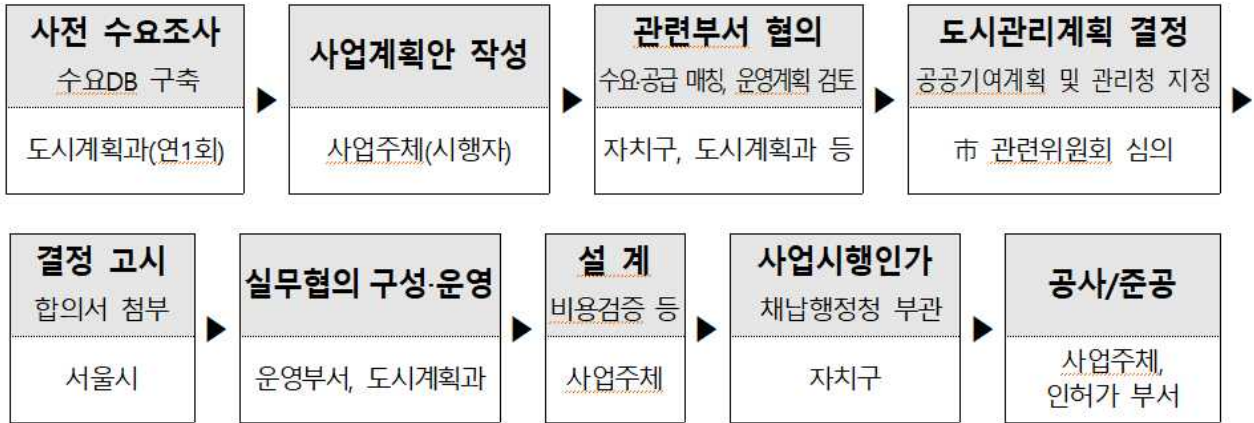 사전 수요조사
수요DB 구축
도시계획과(연1회)
▶
사업계획안 작성
사업주체(시행자)
▶
관련부서 협의
수요·공급 매칭, 운영계획 검토
자치구, 도시계획과 등
▶
도시관리계획 결정
공공기여계획 및 관리청 지정
市 관련위원회 심의
▶
결정 고시
합의서 첨부
서울시
▶
실무협의 구성·운영
운영부서, 도시계획과
▶
설 계
비용검증 등
사업주체
▶
사업시행인가
채납행정청 부관
자치구
▶
공사/준공
사업주체,
인허가 부서